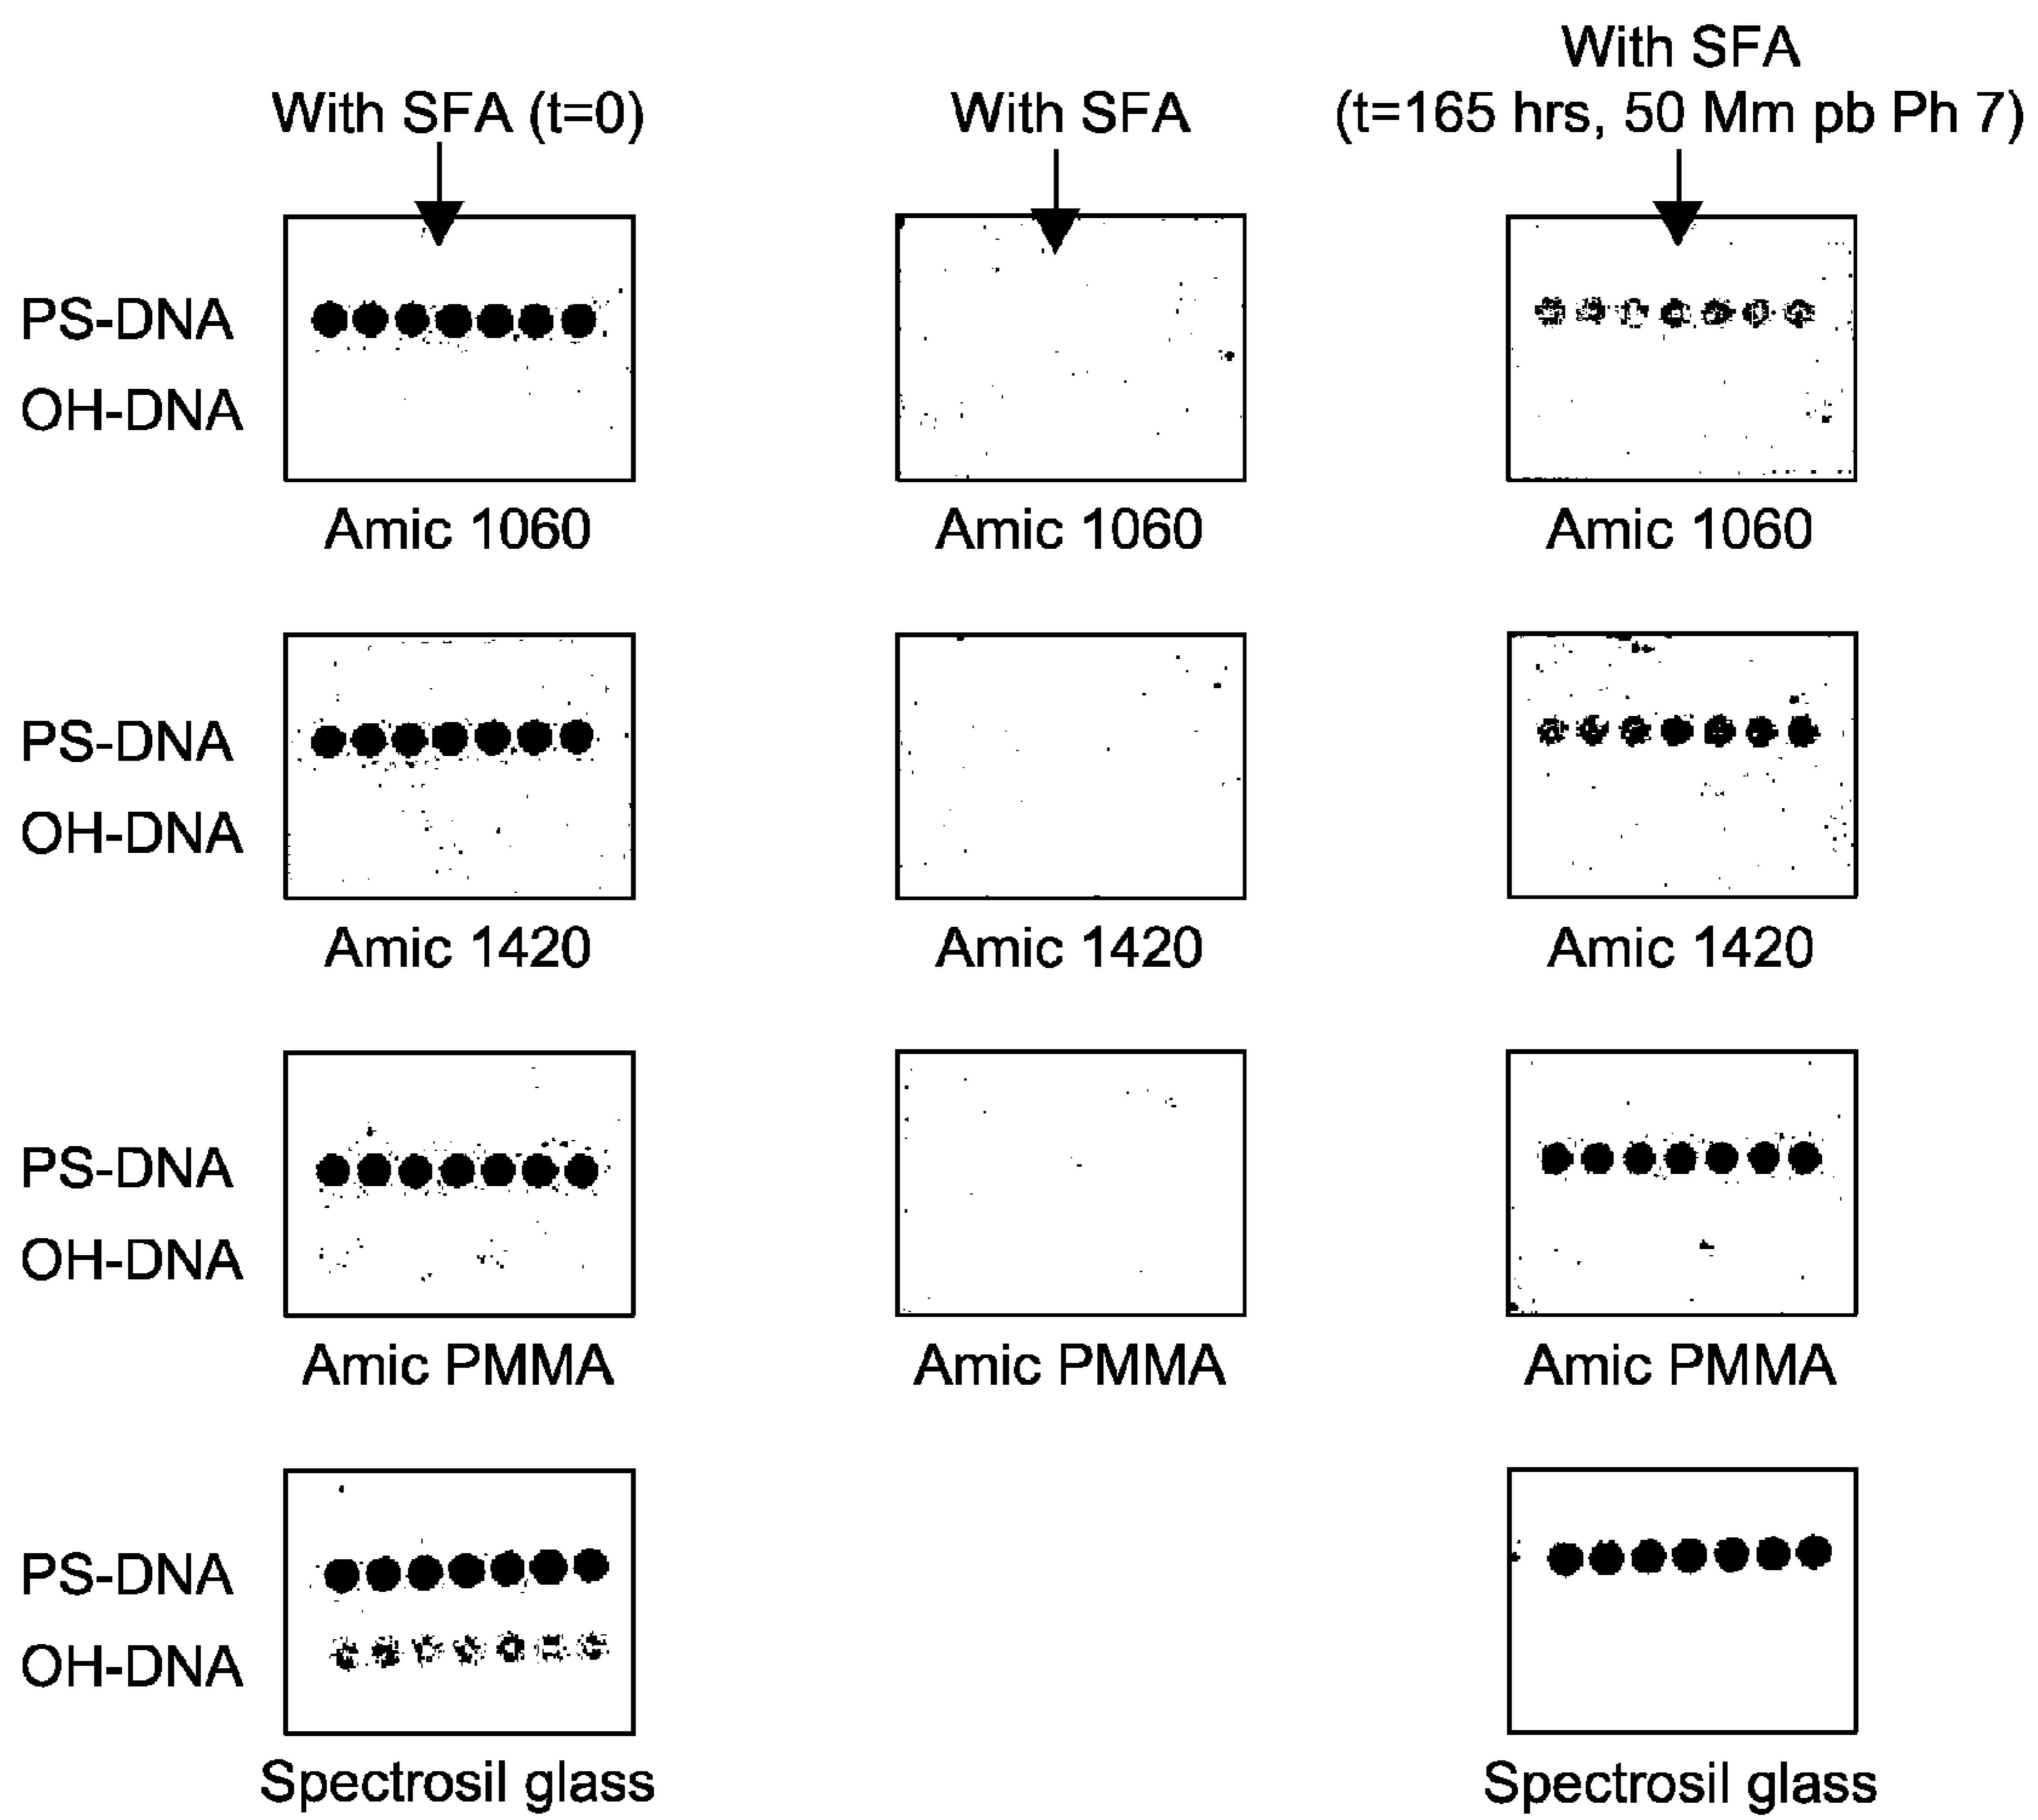 With SFA (t=0)
With SFA
With SFA
(t=165 hrs, 50 Mm pb Ph 7)
PS-DNA
OH-DNA
Amic 1060
Amic 1060
Amic 1060
PS-DNA
OH-DNA
Amic 1420
Amic 1420
Amic 1420
PS-DNA
OH-DNA
Amic PMMA
Amic PMMA
Amic PMMA
PS-DNA
OH-DNA
Spectrosil glass
Spectrosil glass